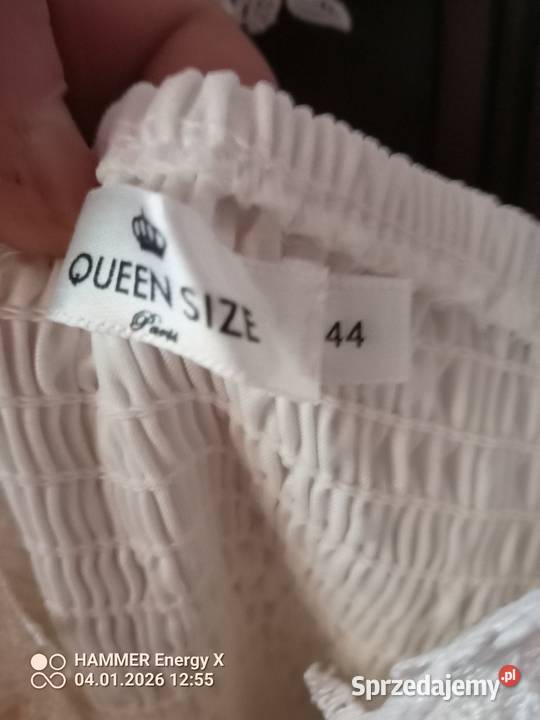 QUEEN SIZE
Paris
44
HAMMER Energy X
04.01.2026 12:55
Sprzedajemy.pl